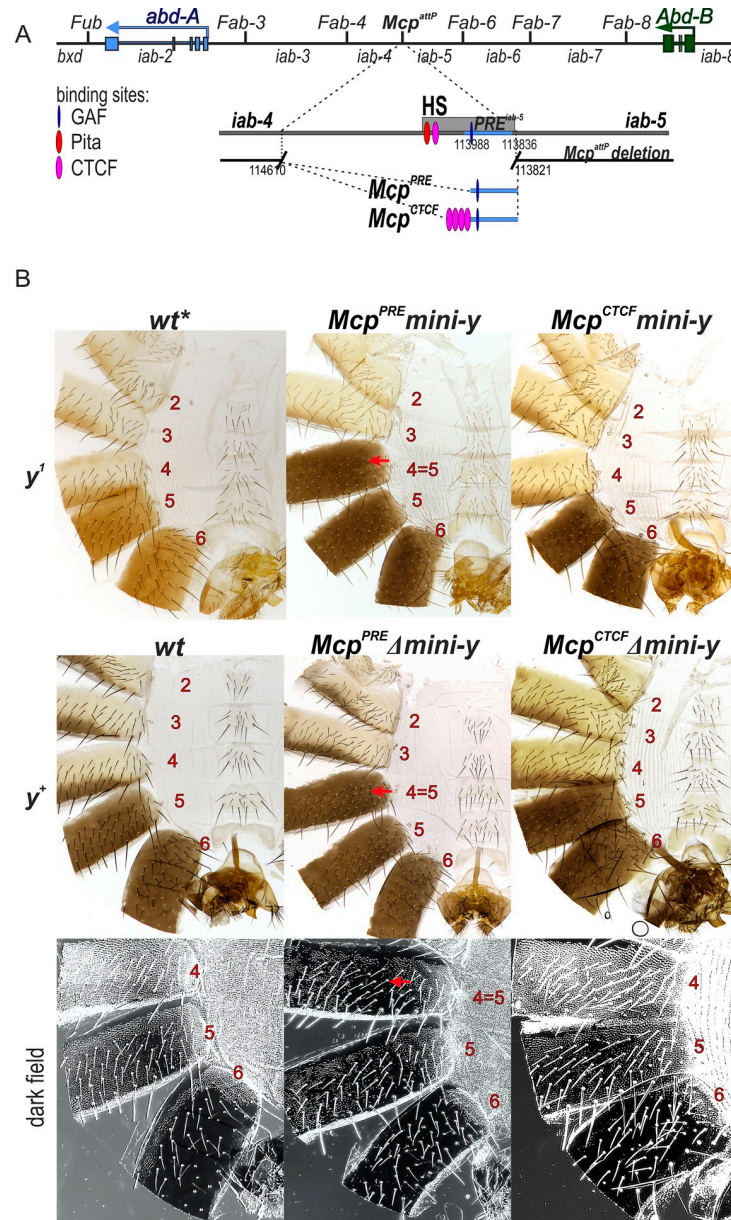 A
Fub abd-A Fab-3 Fab-4 Mcp^attP Fab-6 Fab-7 Fab-8 Abd-B
bxd iab-2 iab-3 iab-4 iab-5 iab-6 iab-7 iab-8
binding sites:
GAF
Pita
CTCF
HS
iab-4 PRE^iab-5 iab-5
113988 113836
114610 113821 Mcp^attP deletion
Mcp^PRE
Mcp^CTCF
B
wt* Mcp^PRE mini-y Mcp^CTCF mini-y
y^1
2 3 4 5 6
2 3 4=5 5 6
2 3 4 5 6
wt Mcp^PRE Δmini-y Mcp^CTCF Δmini-y
y^+
2 3 4 5 6
2 3 4=5 5 6
2 3 4 5 6
dark field
4 5 6
4=5 5 6
4 5 6